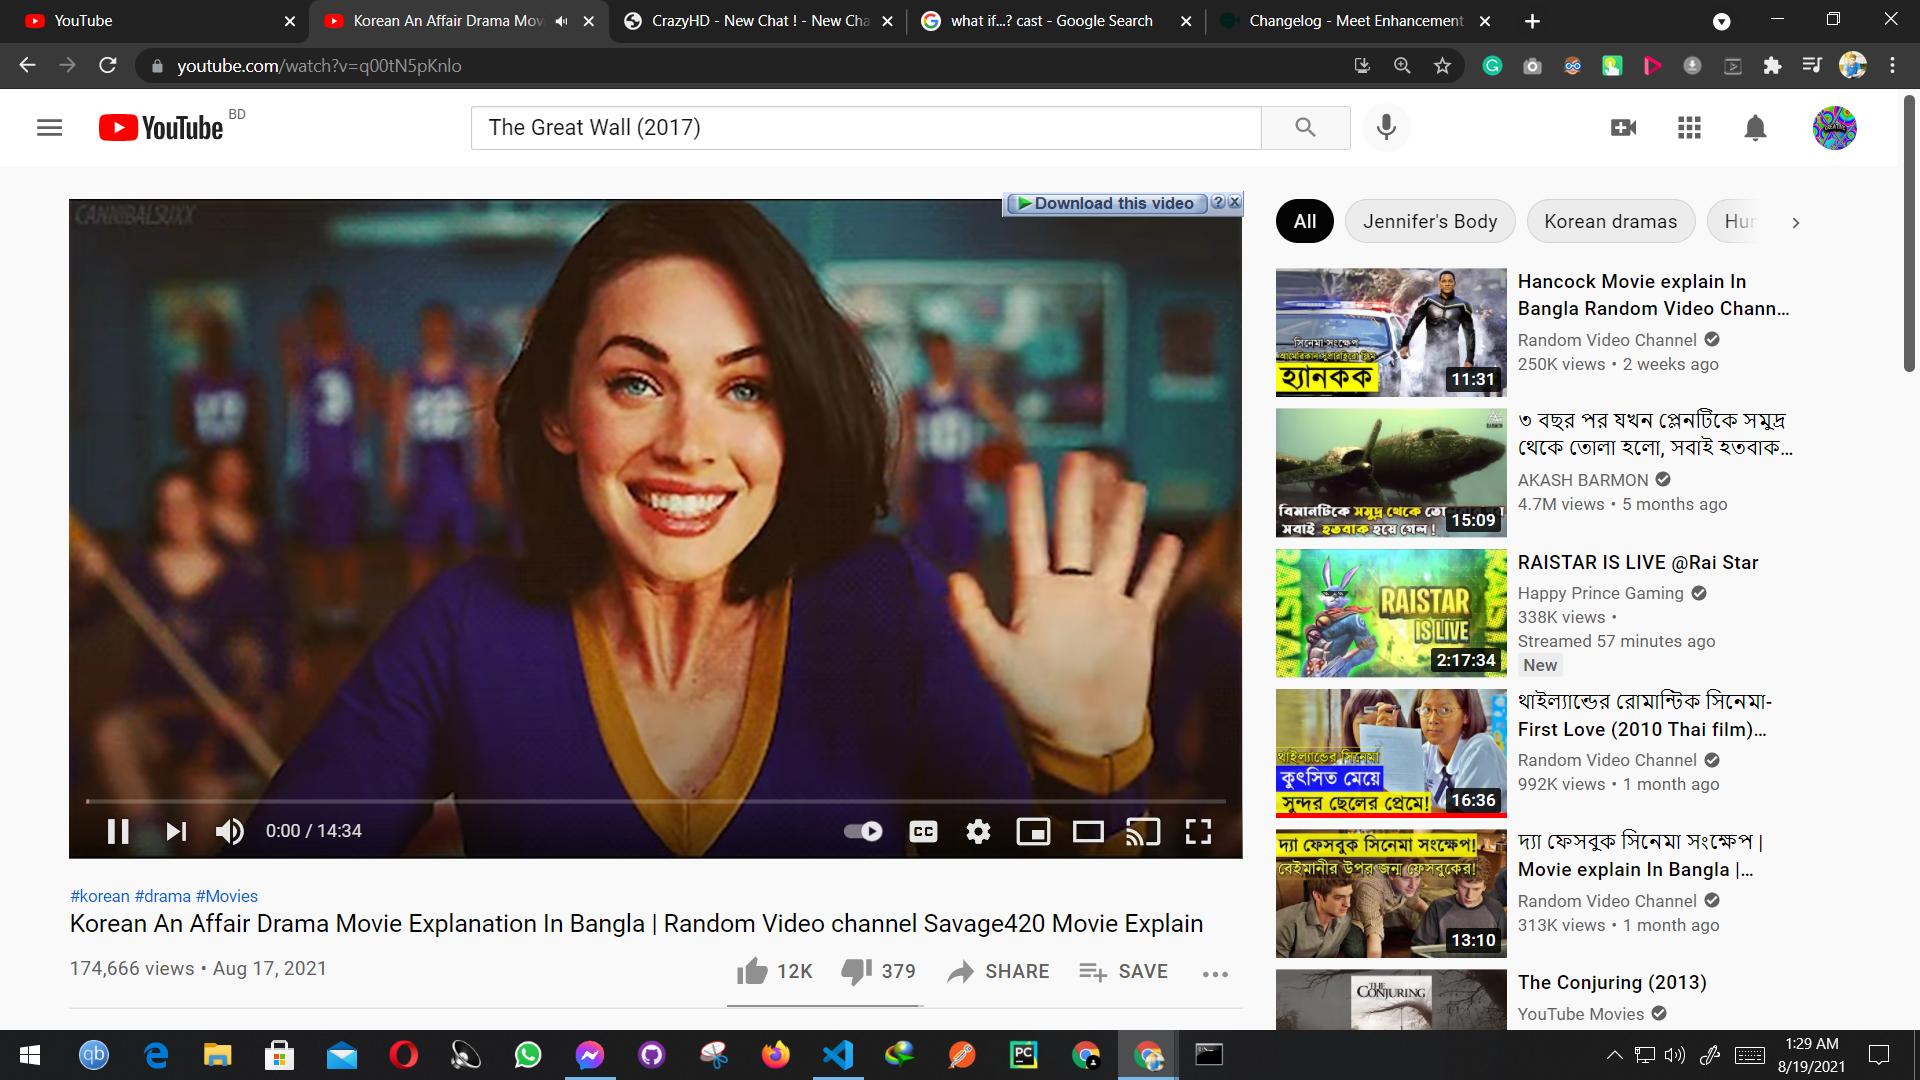 YouTube
Korean An Affair Drama Mov
CrazyHD - New Chat ! - New Cha
what if...? cast - Google Search
Changelog - Meet Enhancement
youtube.com/watch?v=q00tN5pKnlo
YouTube BD
The Great Wall (2017)
CANNIBALSUXX
Download this video
0:00 / 14:34
#korean #drama #Movies
Korean An Affair Drama Movie Explanation In Bangla | Random Video channel Savage420 Movie Explain
174,666 views • Aug 17, 2021
12K 379 SHARE SAVE
All Jennifer's Body Korean dramas Hur
সিনেমা সংক্ষেপ
হ্যানকক
11:31
Hancock Movie explain In
Bangla Random Video Chann...
Random Video Channel
250K views • 2 weeks ago
BARMON
বিমানটিকে সমুদ্র থেকে
সবাই হতবাক হয়ে গেল !
15:09
৩ বছর পর যখন প্লেনটিকে সমুদ্র
থেকে তোলা হলো, সবাই হতবাক...
AKASH BARMON
4.7M views • 5 months ago
RAISTAR
IS LIVE
2:17:34
RAISTAR IS LIVE @Rai Star
Happy Prince Gaming
338K views •
Streamed 57 minutes ago
New
থাইল্যান্ডের সিনেমা
কুৎসিত মেয়ে
সুন্দর ছেলের প্রেমে!
16:36
থাইল্যান্ডের রোমান্টিক সিনেমা-
First Love (2010 Thai film)...
Random Video Channel
992K views • 1 month ago
দ্যা ফেসবুক সিনেমা সংক্ষেপ!
বেইমানীর উপর জন্ম ফেসবুকের!
13:10
দ্যা ফেসবুক সিনেমা সংক্ষেপ |
Movie explain In Bangla |...
Random Video Channel
313K views • 1 month ago
THE
CONJURING
The Conjuring (2013)
YouTube Movies
1:29 AM
8/19/2021